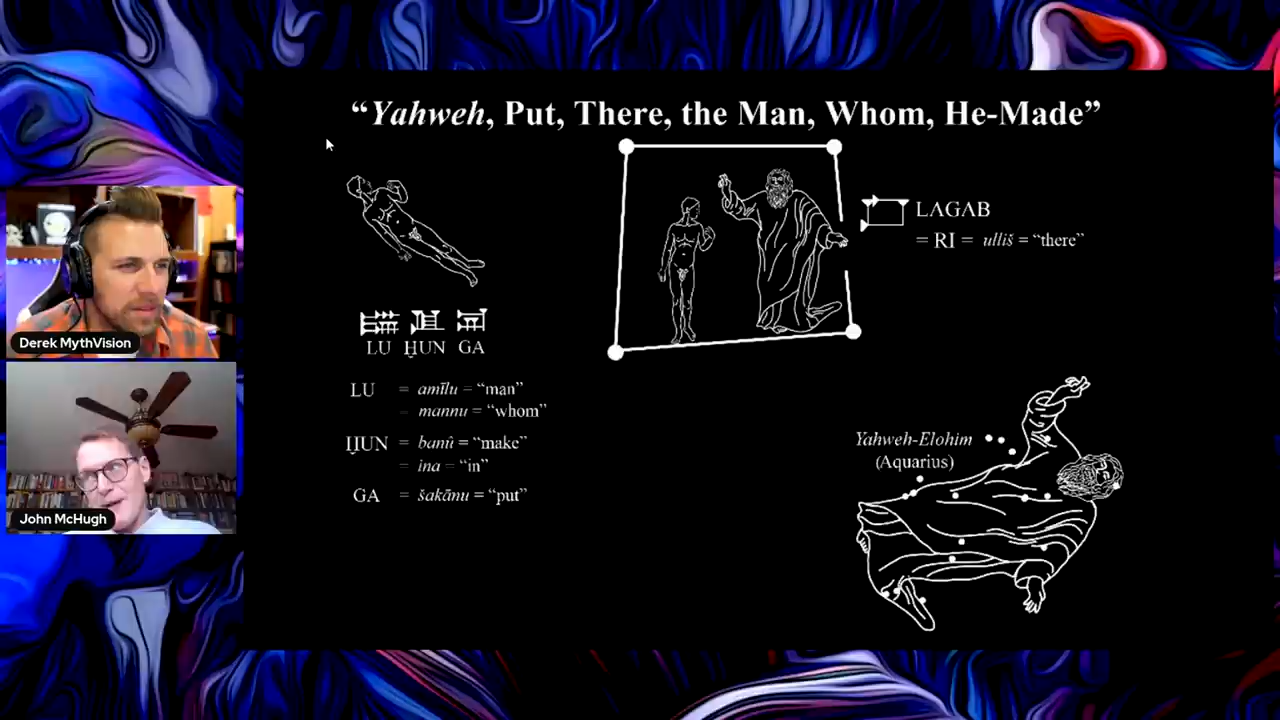 “Yahweh, Put, There, the Man, Whom, He-Made”
LAGAB
= RI = ulliš = “there”
LU ḪUN GA
LU = amīlu = “man”
= mannu = “whom”
ḪUN = banû = “make”
= ina = “in”
GA = šakānu = “put”
Yahweh-Elohim
(Aquarius)
Derek MythVision
John McHugh